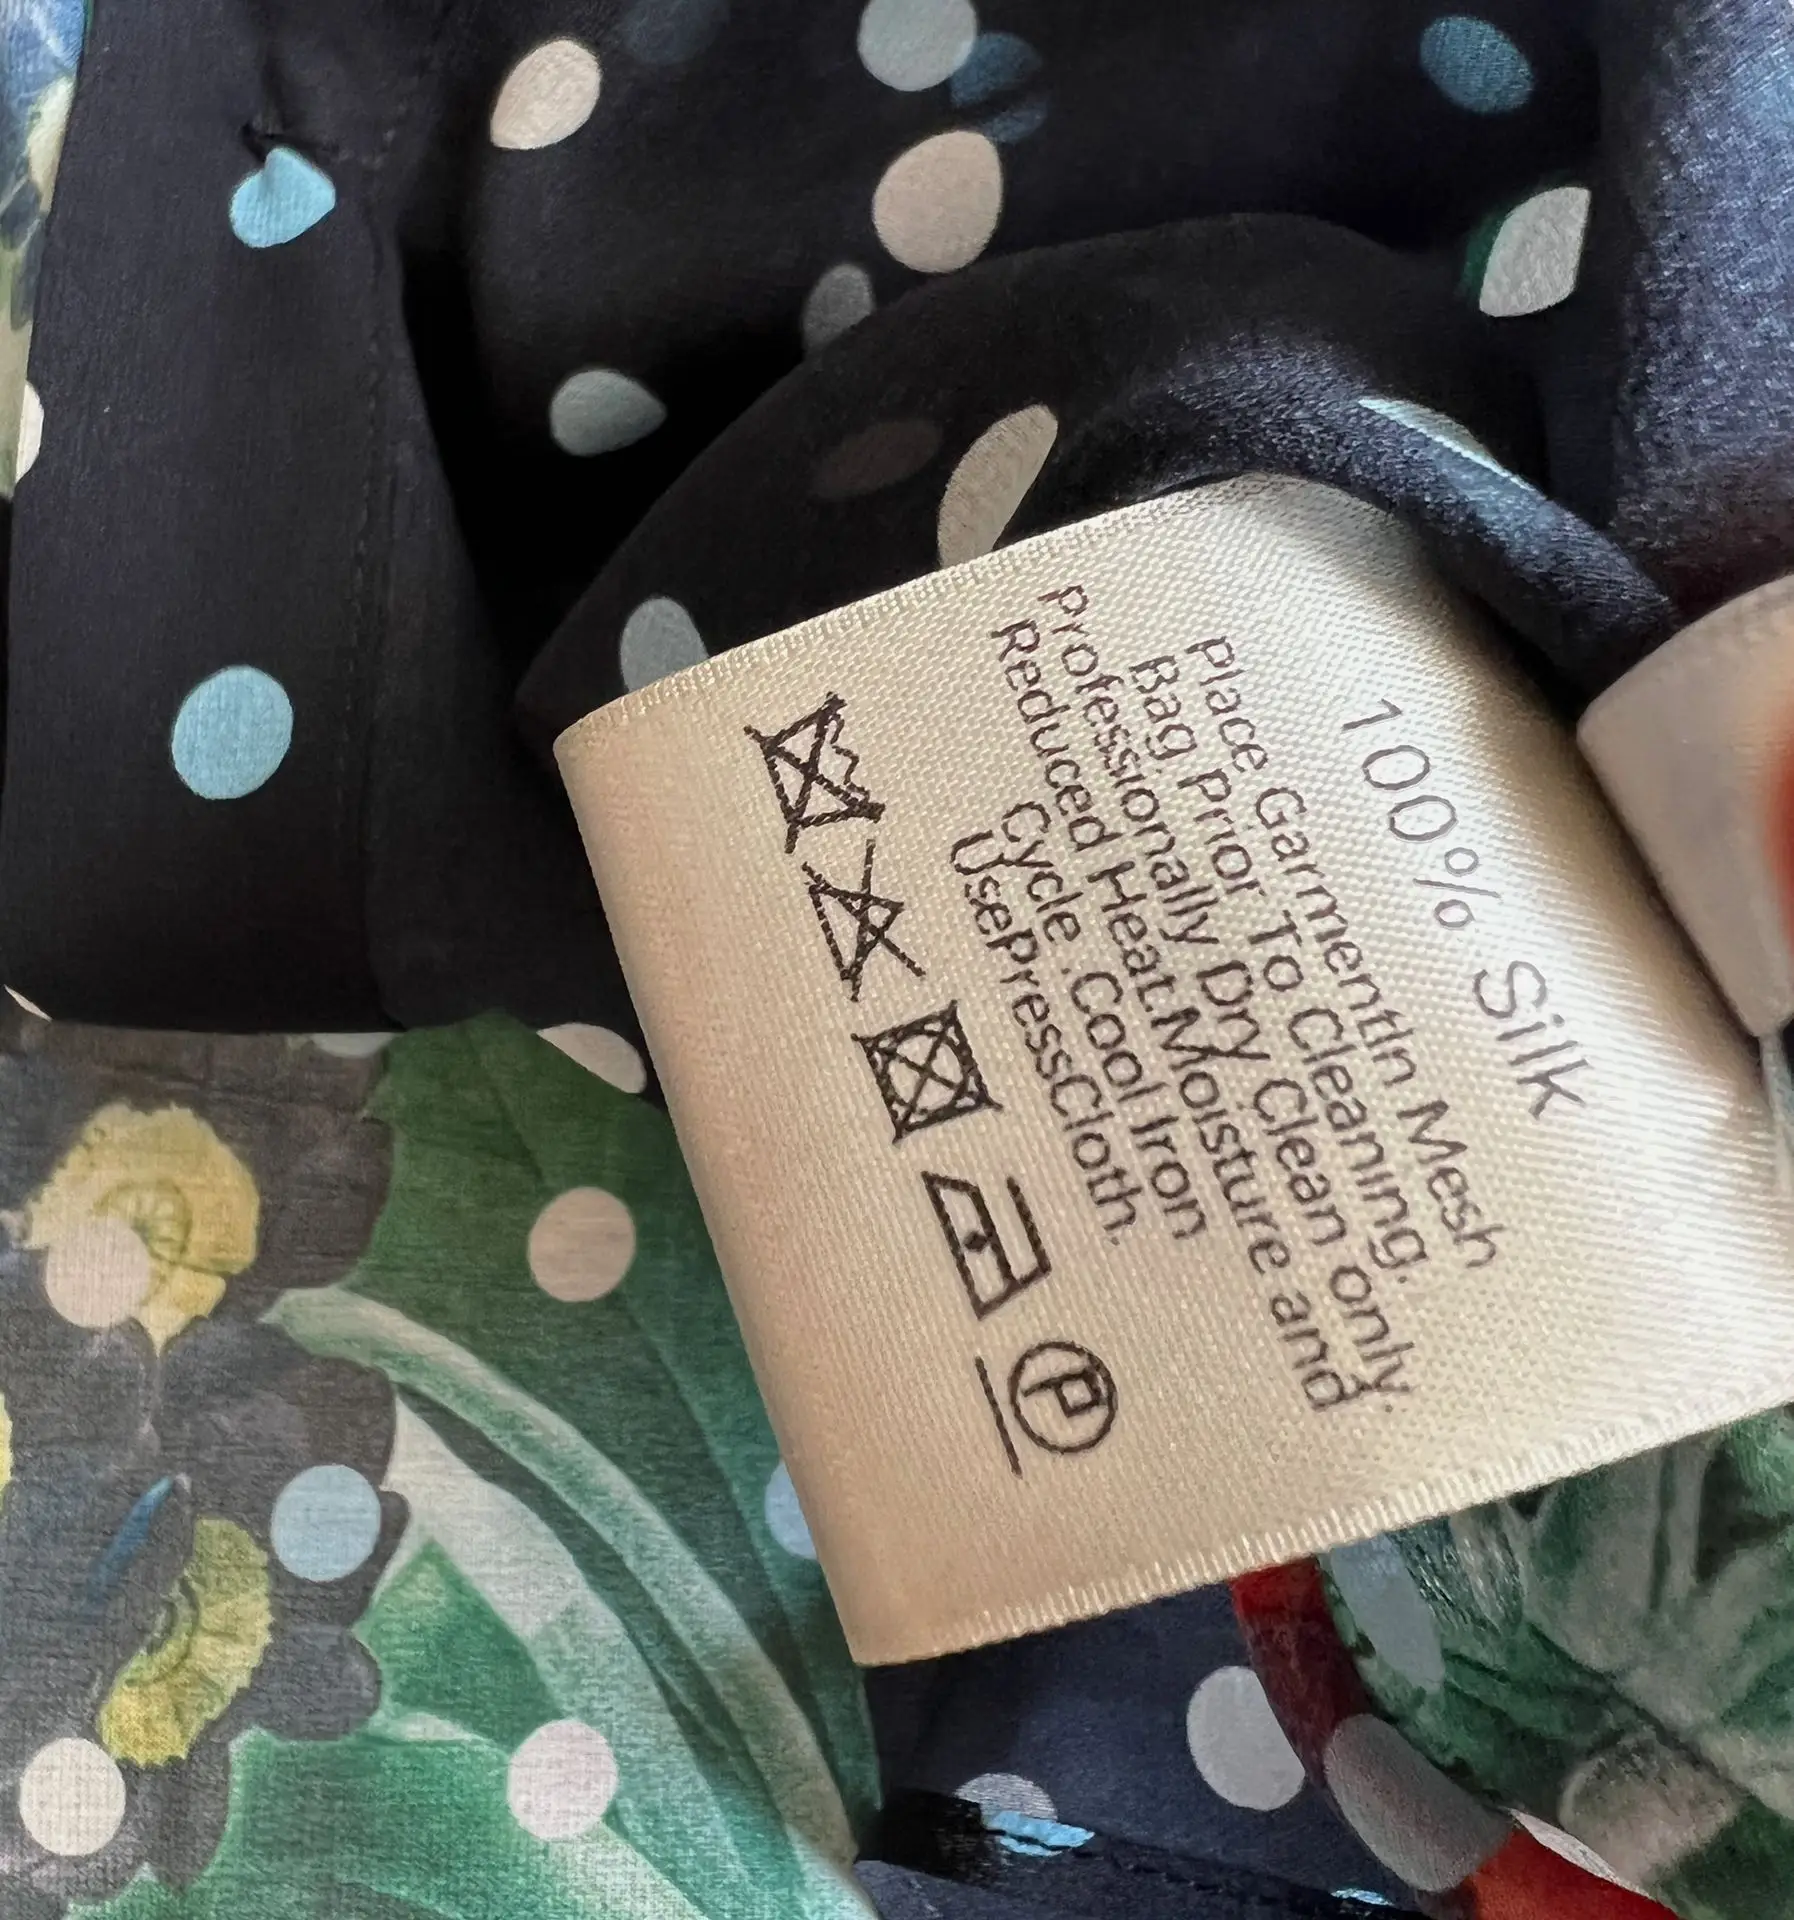 100% Silk
Place GarmentIn Mesh
Bag Prior To Cleaning.
Professionally Dry Clean only.
Reduced Heat.Moisture and
Cycle .Cool Iron
UsePressCloth.
P